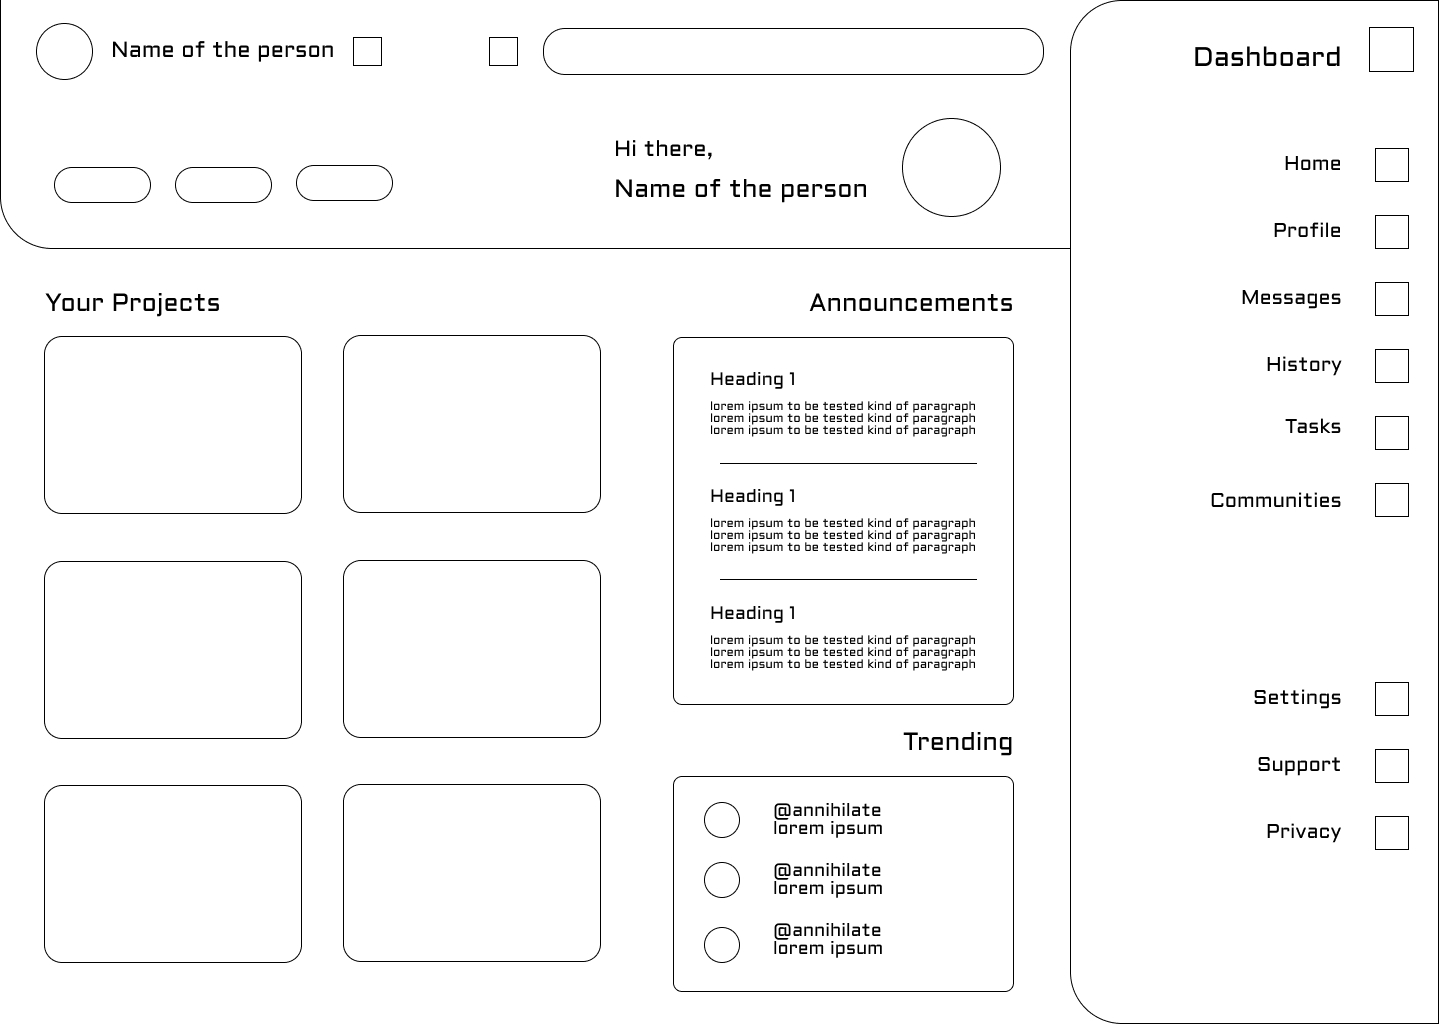 Name of the person
Hi there,
Name of the person
Your Projects
Announcements
Heading 1
lorem ipsum to be tested kind of paragraph
lorem ipsum to be tested kind of paragraph
lorem ipsum to be tested kind of paragraph
Heading 1
lorem ipsum to be tested kind of paragraph
lorem ipsum to be tested kind of paragraph
lorem ipsum to be tested kind of paragraph
Heading 1
lorem ipsum to be tested kind of paragraph
lorem ipsum to be tested kind of paragraph
lorem ipsum to be tested kind of paragraph
Trending
@annihilate
lorem ipsum
@annihilate
lorem ipsum
@annihilate
lorem ipsum
Dashboard
Home
Profile
Messages
History
Tasks
Communities
Settings
Support
Privacy